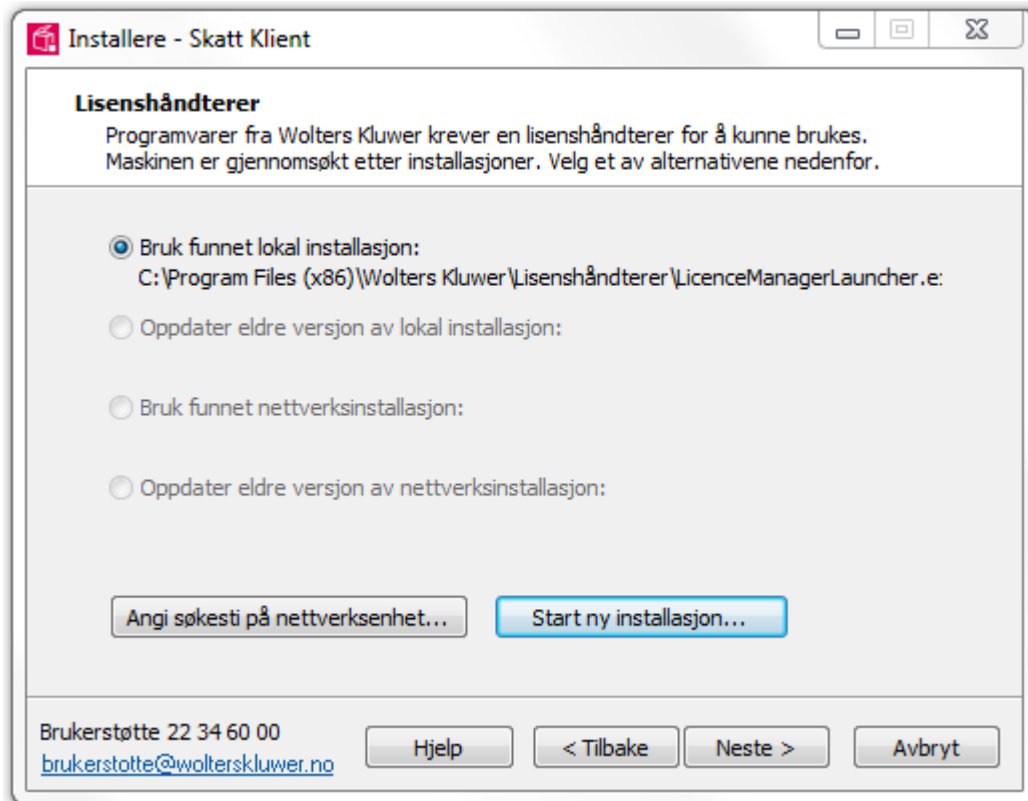 Installere - Skatt Klient
Lisenshåndterer
Programvarer fra Wolters Kluwer krever en lisenshåndterer for å kunne brukes.
Maskinen er gjennomsøkt etter installasjoner. Velg et av alternativene nedenfor.
Bruk funnet lokal installasjon:
C:\Program Files (x86)\Wolters Kluwer\Lisenshåndterer\LicenceManagerLauncher.e:
Oppdater eldre versjon av lokal installasjon:
Bruk funnet nettverksinstallasjon:
Oppdater eldre versjon av nettverksinstallasjon:
Angi søkesti på nettverksenhet...
Start ny installasjon...
Brukerstøtte 22 34 60 00
brukerstotte@wolterskluwer.no
Hjelp
< Tilbake
Neste >
Avbryt